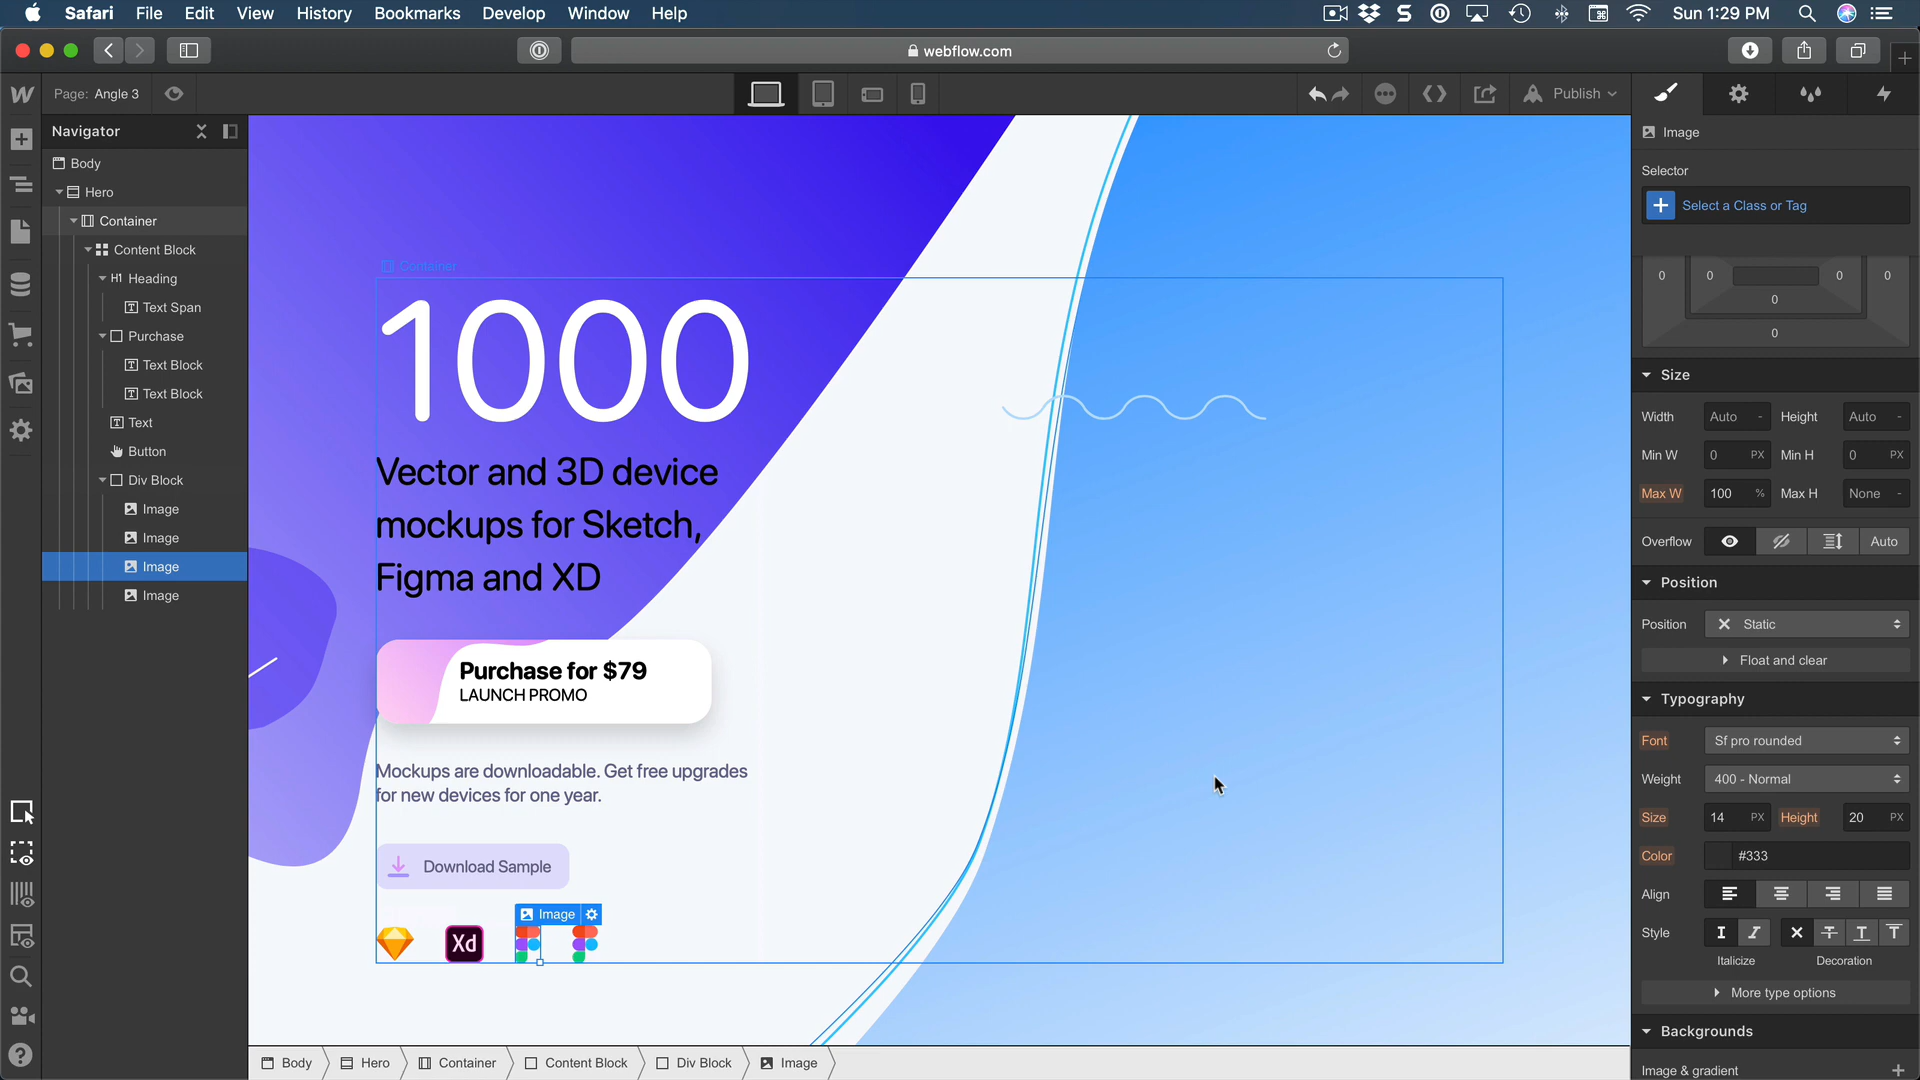 Safari File Edit View History Bookmarks Develop Window Help
Sun 1:29 PM
webflow.com
Page: Angle 3
Publish
Navigator
Body
Hero
Container
Content Block
H1 Heading
Text Span
Purchase
Text Block
Text Block
Text
Button
Div Block
Image
Image
Image
Image
Container
1000
Vector and 3D device
mockups for Sketch,
Figma and XD
Purchase for $79
LAUNCH PROMO
Mockups are downloadable. Get free upgrades
for new devices for one year.
Download Sample
Image
Xd
Body Hero Container Content Block Div Block Image
Image
Selector
Select a Class or Tag
0 0 0 0
0
0
Size
Width Auto - Height Auto -
Min W 0 PX Min H 0 PX
Max W 100 % Max H None -
Overflow Auto
Position
Position Static
Float and clear
Typography
Font Sf pro rounded
Weight 400 - Normal
Size 14 PX Height 20 PX
Color #333
Align
Style
Italicize Decoration
More type options
Backgrounds
Image & gradient